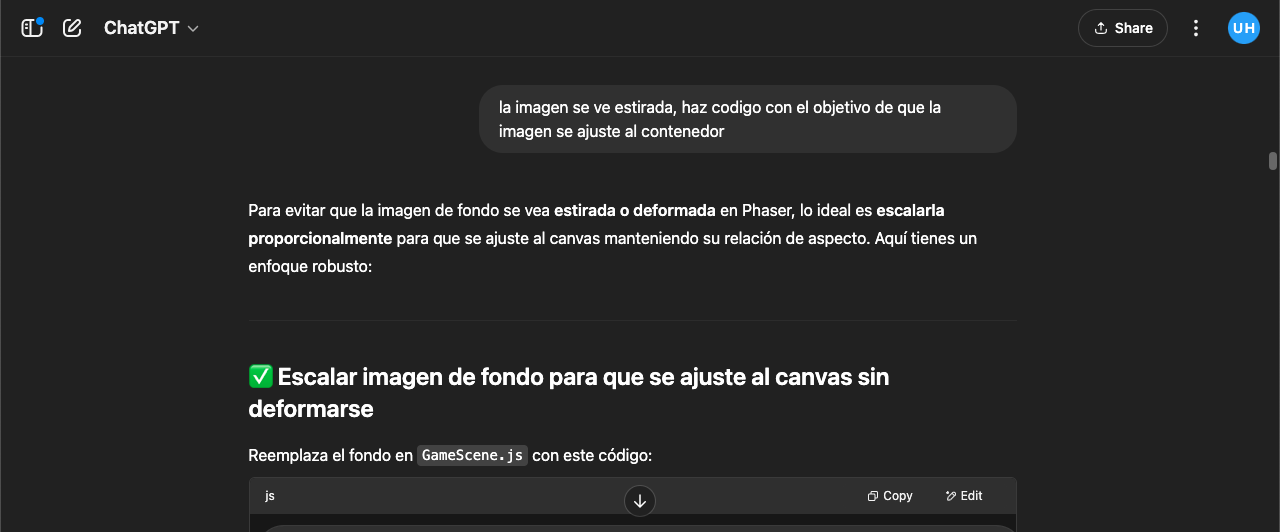 ChatGPT
Share
UH
la imagen se ve estirada, haz codigo con el objetivo de que la
imagen se ajuste al contenedor
Para evitar que la imagen de fondo se vea estirada o deformada en Phaser, lo ideal es escalarla
proporcionalmente para que se ajuste al canvas manteniendo su relación de aspecto. Aquí tienes un
enfoque robusto:
✅ Escalar imagen de fondo para que se ajuste al canvas sin
deformarse
Reemplaza el fondo en GameScene.js con este código:
js
Copy
Edit